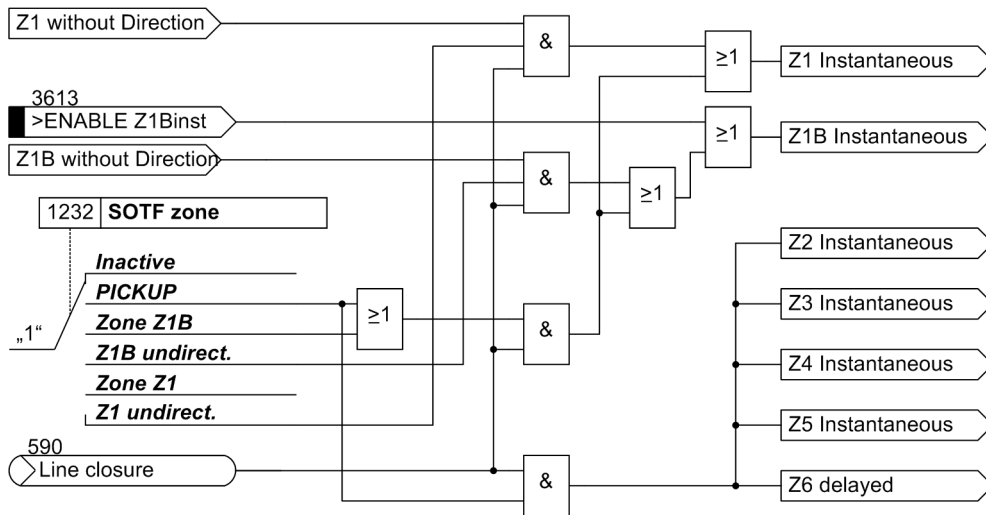 Z1 without Direction
&
≥1
Z1 Instantaneous
3613
>ENABLE Z1Binst
≥1
Z1B Instantaneous
Z1B without Direction
&
≥1
1232 SOTF zone
Z2 Instantaneous
Inactive
PICKUP
≥1
Z3 Instantaneous
Zone Z1B
&
„1“
Z1B undirect.
Z4 Instantaneous
Zone Z1
Z1 undirect.
Z5 Instantaneous
590
Line closure
&
Z6 delayed